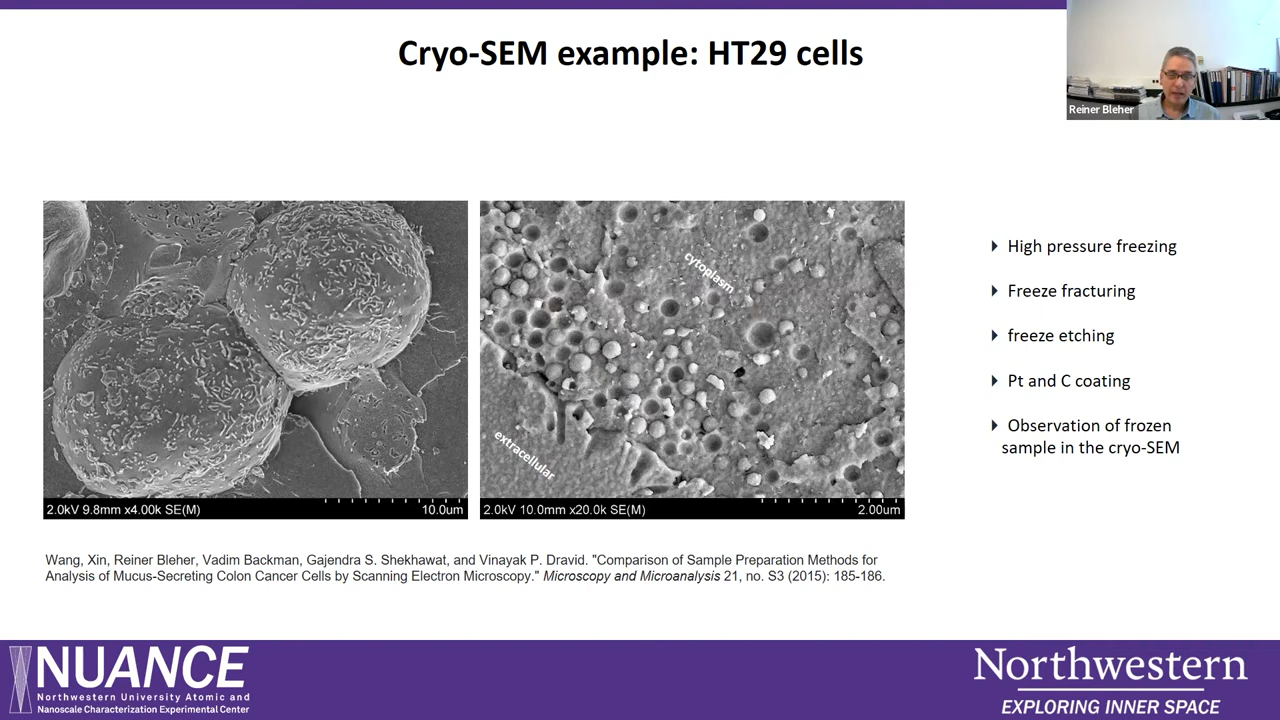 Cryo-SEM example: HT29 cells
Reiner Bleher
cytoplasm
extracellular
2.0kV 9.8mm x4.00k SE(M)
10.0um
2.0kV 10.0mm x20.0k SE(M)
2.00um
High pressure freezing
Freeze fracturing
freeze etching
Pt and C coating
Observation of frozen
sample in the cryo-SEM
Wang, Xin, Reiner Bleher, Vadim Backman, Gajendra S. Shekhawat, and Vinayak P. Dravid. "Comparison of Sample Preparation Methods for
Analysis of Mucus-Secreting Colon Cancer Cells by Scanning Electron Microscopy." Microscopy and Microanalysis 21, no. S3 (2015): 185-186.
NUANCE
Northwestern University Atomic and
Nanoscale Characterization Experimental Center
Northwestern
EXPLORING INNER SPACE